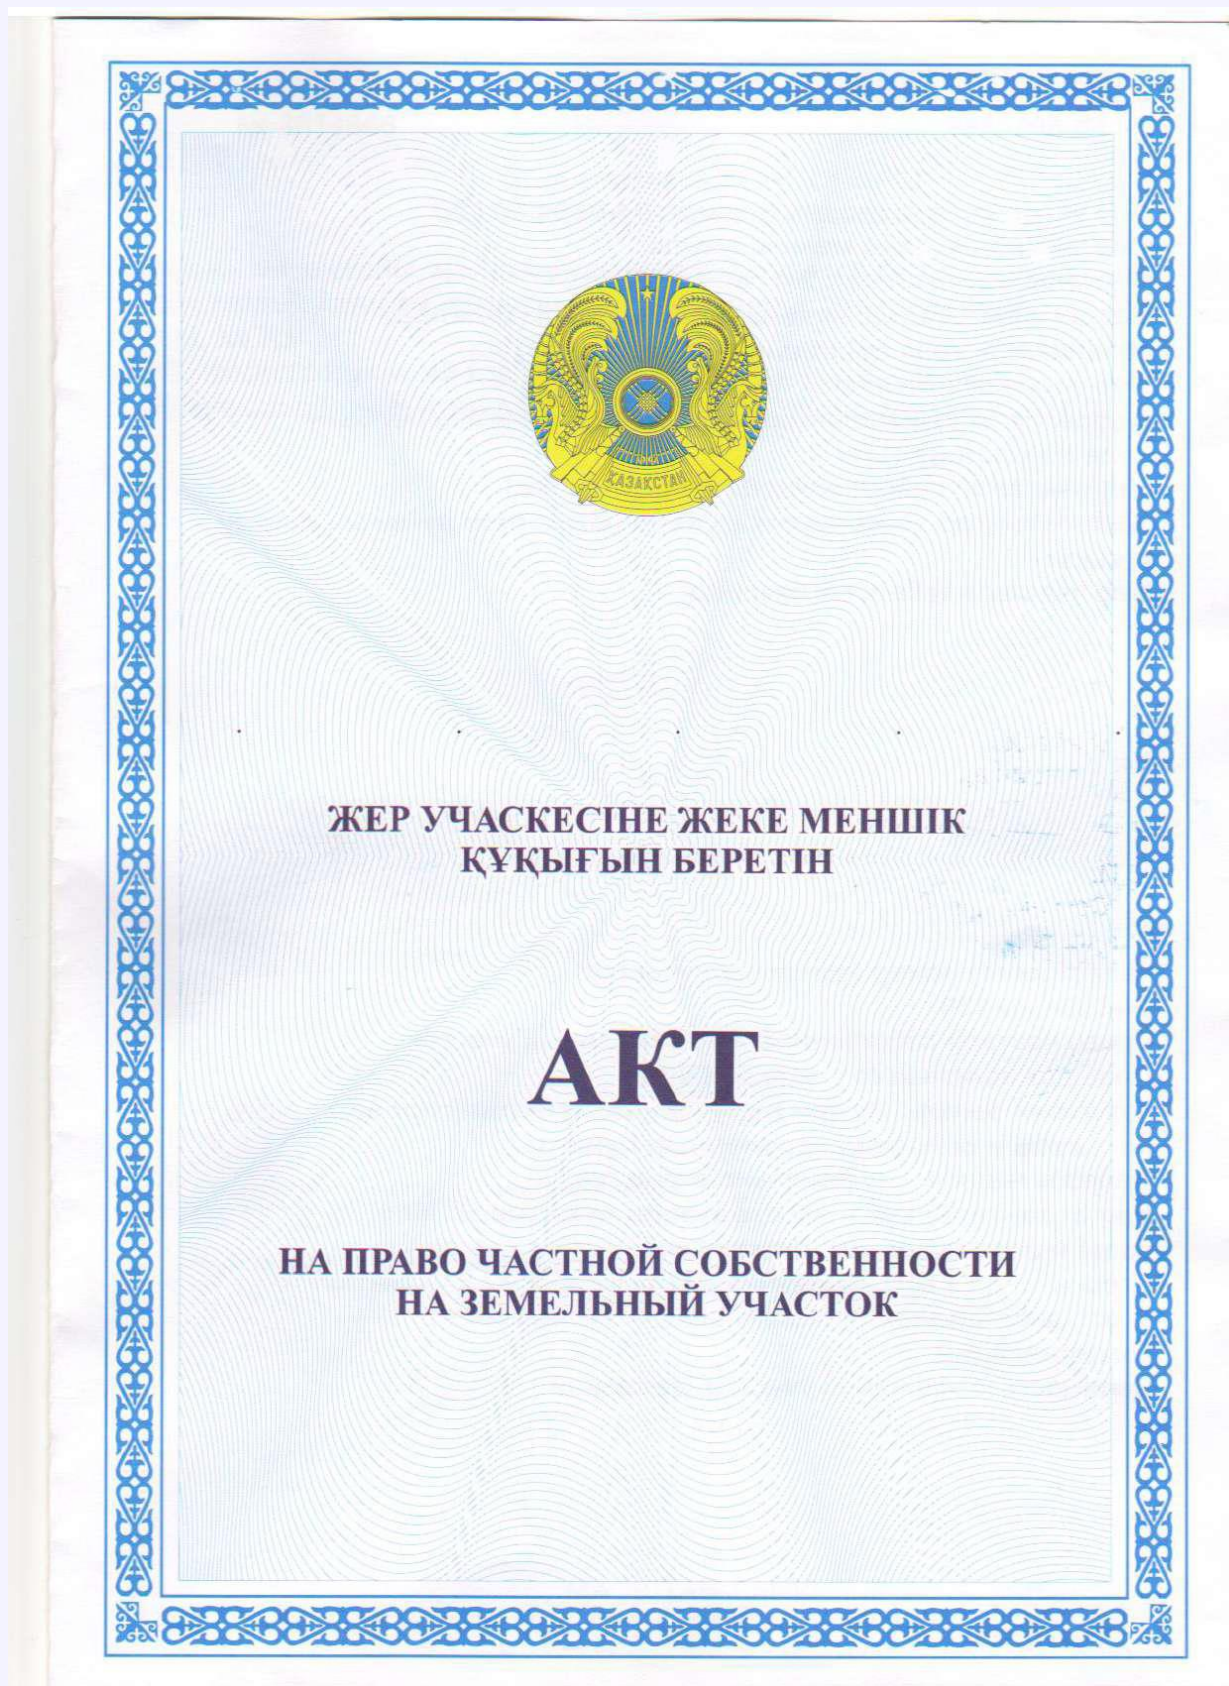 ҚАЗАҚСТАН
ЖЕР УЧАСКЕСІНЕ ЖЕКЕ МЕНШІК
ҚҰҚЫҒЫН БЕРЕТІН
АКТ
НА ПРАВО ЧАСТНОЙ СОБСТВЕННОСТИ
НА ЗЕМЕЛЬНЫЙ УЧАСТОК